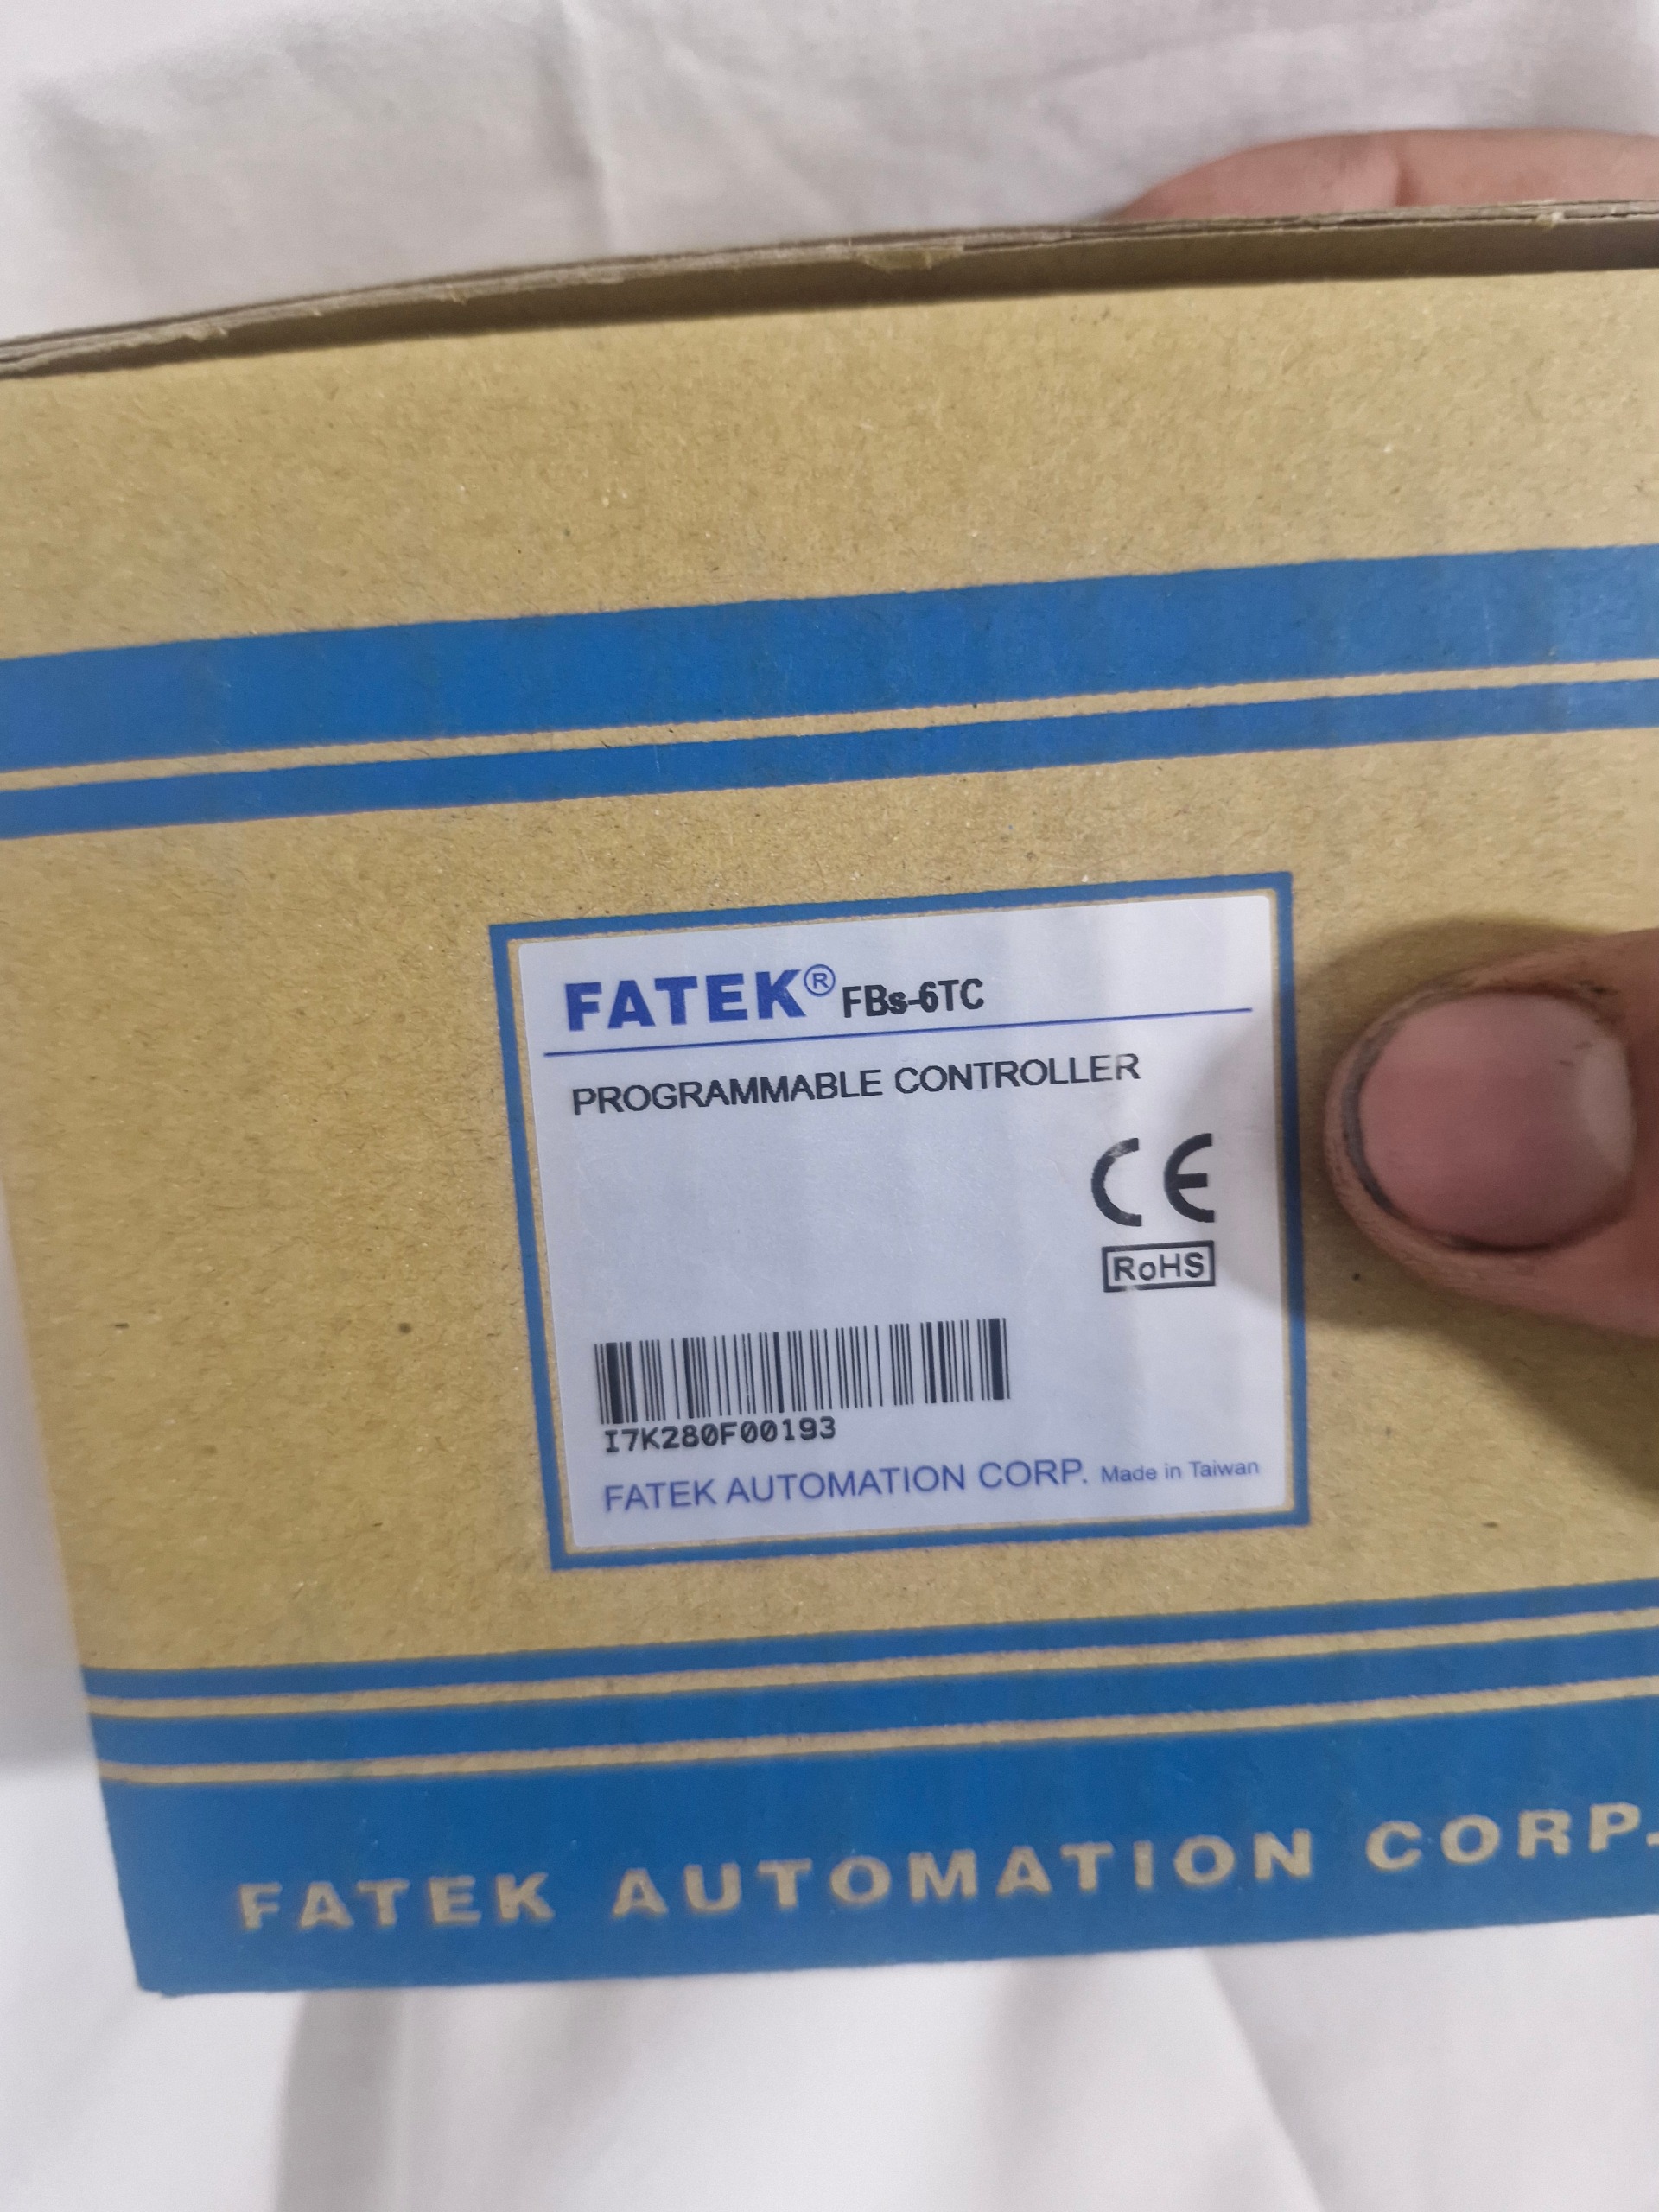 FATEK® FBs-6TC
PROGRAMMABLE CONTROLLER
CE
RoHS
I7K280F00193
FATEK AUTOMATION CORP. Made in Taiwan
FATEK AUTOMATION CORP.